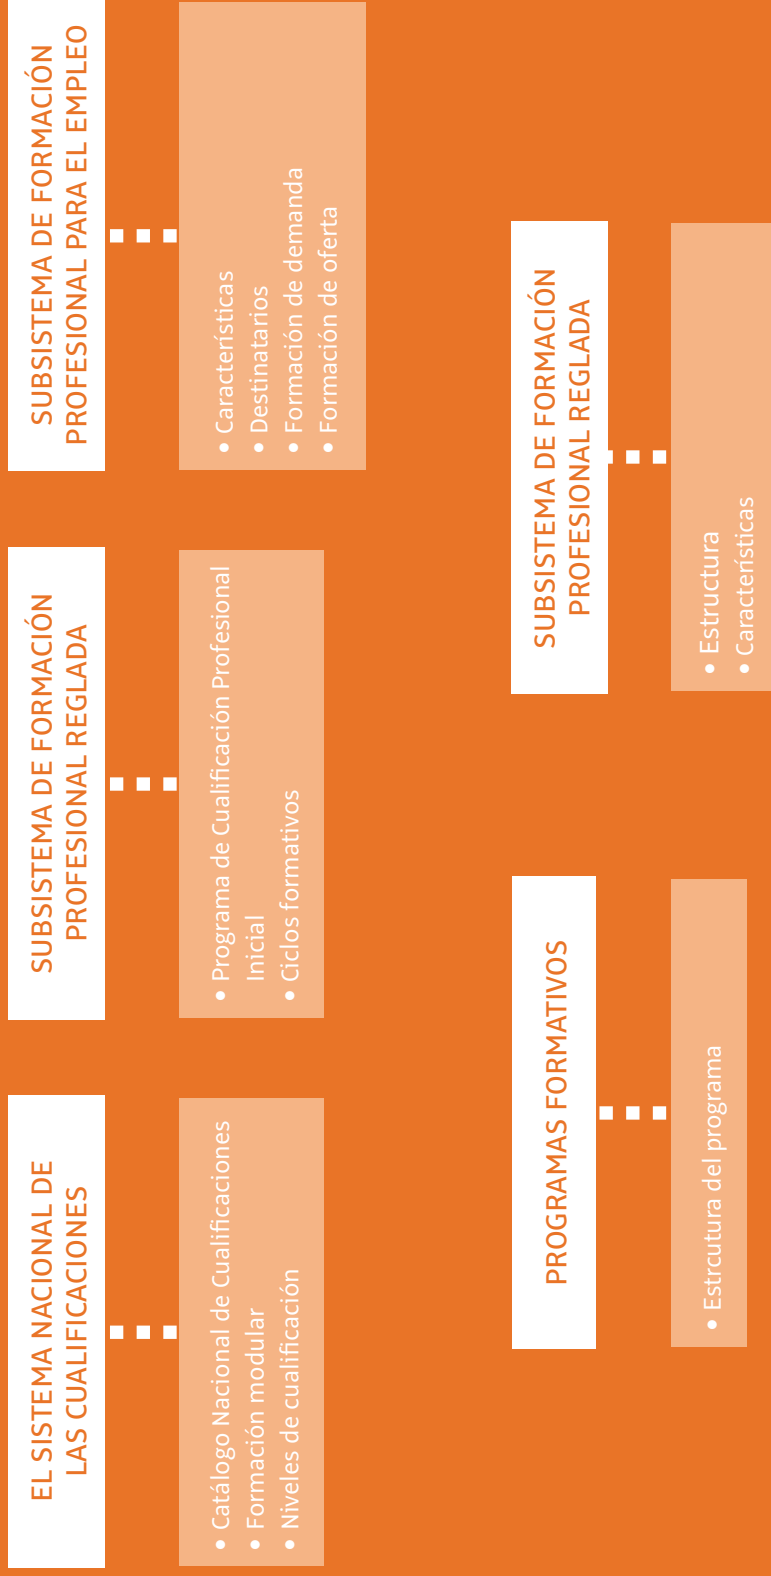 EL SISTEMA NACIONAL DE
LAS CUALIFICACIONES
• Catálogo Nacional de Cualificaciones
• Formación modular
• Niveles de cualificación
SUBSISTEMA DE FORMACIÓN
PROFESIONAL REGLADA
• Programa de Cualificación Profesional
Inicial
• Ciclos formativos
SUBSISTEMA DE FORMACIÓN
PROFESIONAL PARA EL EMPLEO
• Características
• Destinatarios
• Formación de demanda
• Formación de oferta
PROGRAMAS FORMATIVOS
• Estrcutura del programa
SUBSISTEMA DE FORMACIÓN
PROFESIONAL REGLADA
• Estructura
• Características